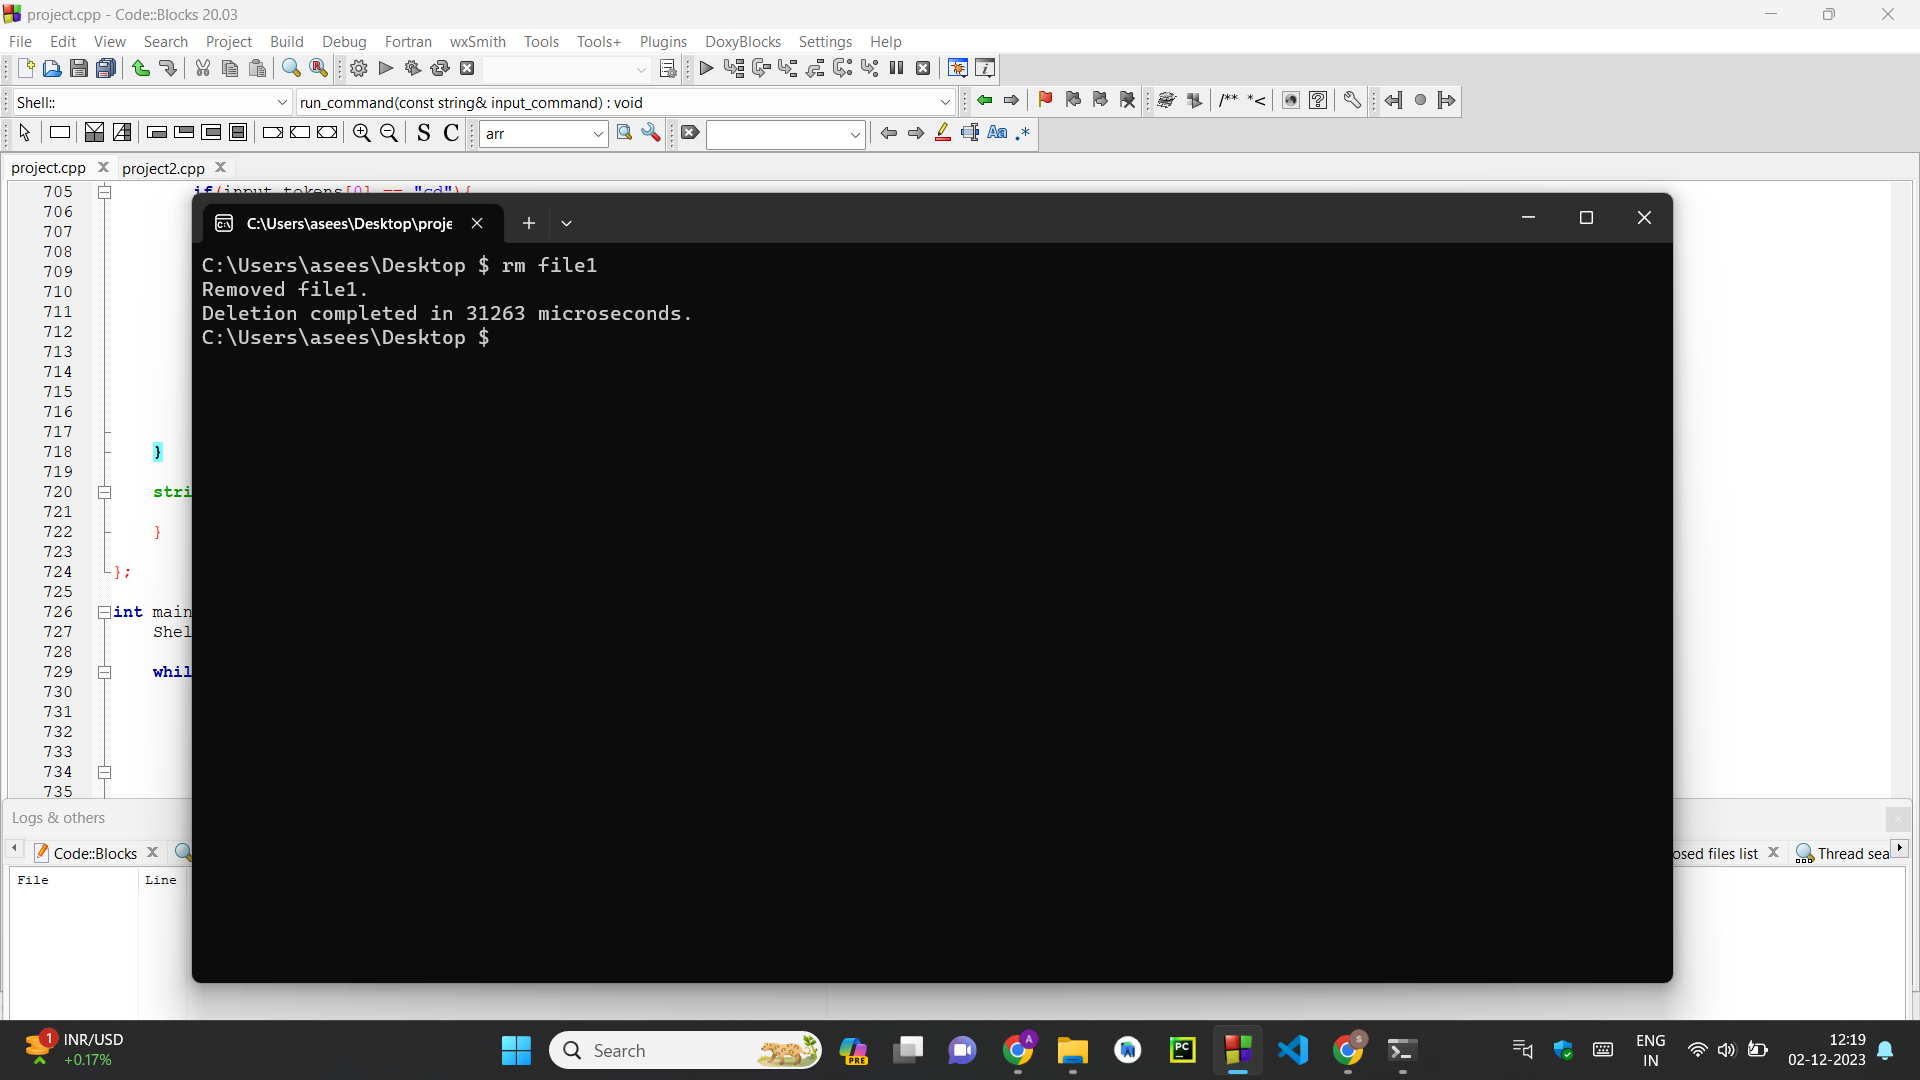 project.cpp - Code::Blocks 20.03
File Edit View Search Project Build Debug Fortran wxSmith Tools Tools+ Plugins DoxyBlocks Settings Help
Shell:: run_command(const string& input_command) : void
/** *<
S C arr Aa .*
project.cpp project2.cpp
705 if(input_tokens[0] == "cd"){
706
707
708
709
710
711
712
713
714
715
716
717
718 }
719
720 stri
721
722 }
723
724 };
725
726 int main
727 Shel
728
729 whil
730
731
732
733
734
735
C:\Users\asees\Desktop\proje
C:\Users\asees\Desktop $ rm file1
Removed file1.
Deletion completed in 31263 microseconds.
C:\Users\asees\Desktop $
Logs & others
Code::Blocks osed files list Thread sea
File Line
1 INR/USD
+0.17%
Search
PRE
A
PC
S
ENG
IN
12:19
02-12-2023